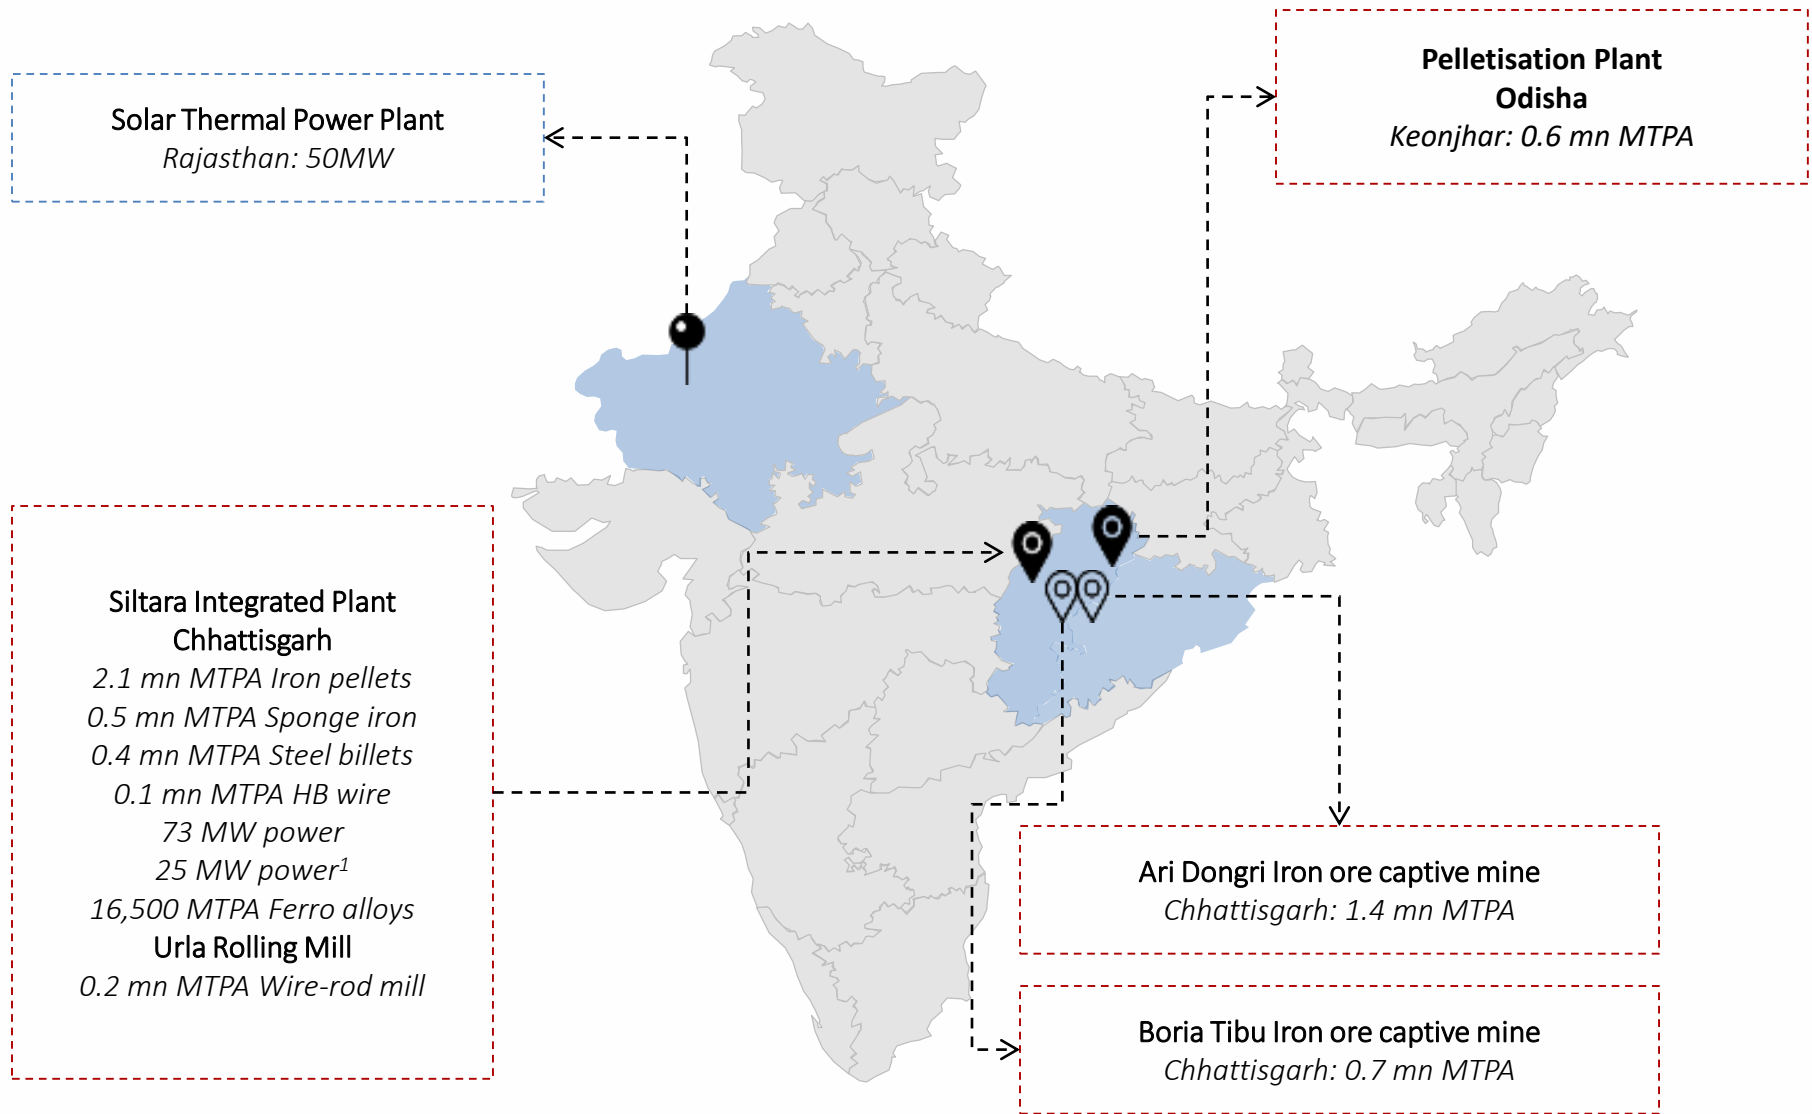 Solar Thermal Power Plant
Rajasthan: 50MW
Pelletisation Plant
Odisha
Keonjhar: 0.6 mn MTPA
Siltara Integrated Plant
Chhattisgarh
2.1 mn MTPA Iron pellets
0.5 mn MTPA Sponge iron
0.4 mn MTPA Steel billets
0.1 mn MTPA HB wire
73 MW power
25 MW power¹
16,500 MTPA Ferro alloys
Urla Rolling Mill
0.2 mn MTPA Wire-rod mill
Ari Dongri Iron ore captive mine
Chhattisgarh: 1.4 mn MTPA
Boria Tibu Iron ore captive mine
Chhattisgarh: 0.7 mn MTPA